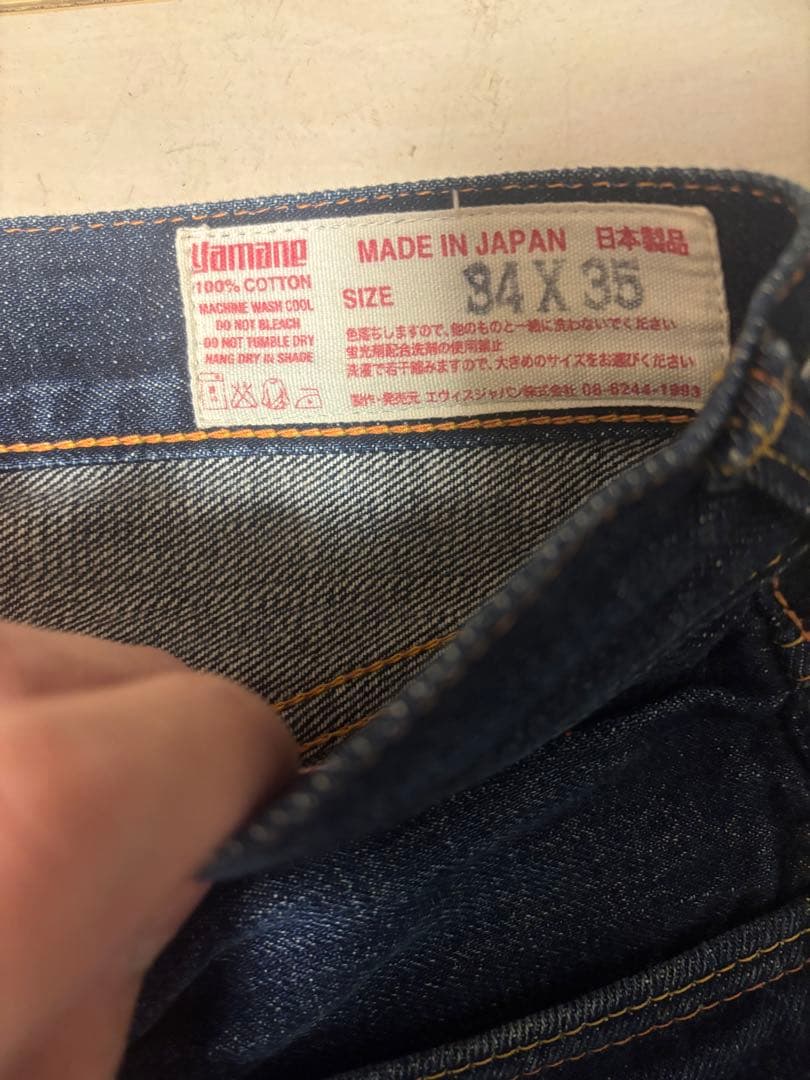 Yamane
100% COTTON
MACHINE WASH COOL
DO NOT BLEACH
DO NOT TUMBLE DRY
HANG DRY IN SHADE
MADE IN JAPAN 日本製品
SIZE 34 X 35
色落ちしますので、他のものと一緒に洗わないでください
蛍光剤配合洗剤の使用禁止
洗濯で若干縮みますので、大きめのサイズをお選びください
製作・発売元 エヴィスジャパン株式会社 06-6244-1993